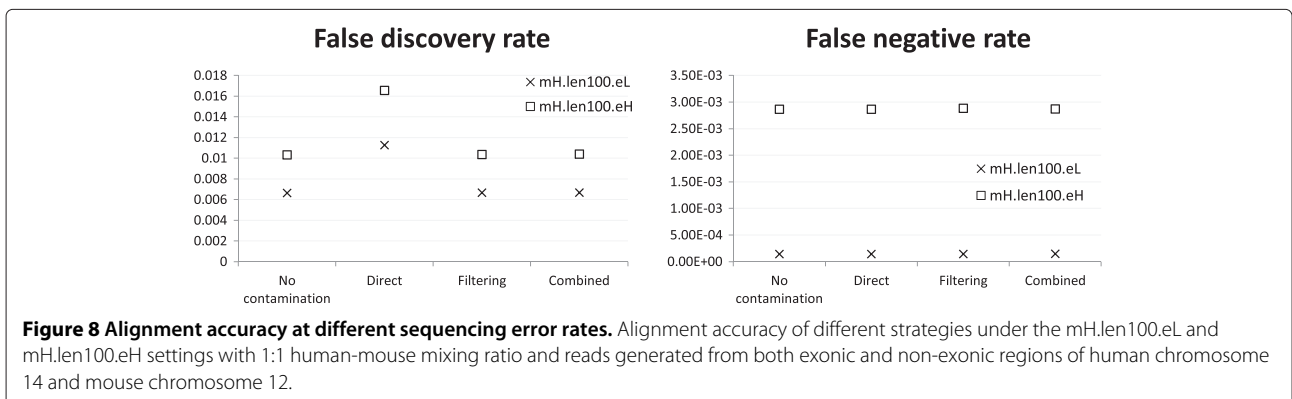 False discovery rate
0.018
0.016
0.014
0.012
0.01
0.008
0.006
0.004
0.002
0
× mH.len100.eL
□ mH.len100.eH
No contamination
Direct
Filtering
Combined
False negative rate
3.50E-03
3.00E-03
2.50E-03
2.00E-03
1.50E-03
1.00E-03
5.00E-04
0.00E+00
× mH.len100.eL
□ mH.len100.eH
No contamination
Direct
Filtering
Combined
Figure 8 Alignment accuracy at different sequencing error rates. Alignment accuracy of different strategies under the mH.len100.eL and
mH.len100.eH settings with 1:1 human-mouse mixing ratio and reads generated from both exonic and non-exonic regions of human chromosome
14 and mouse chromosome 12.